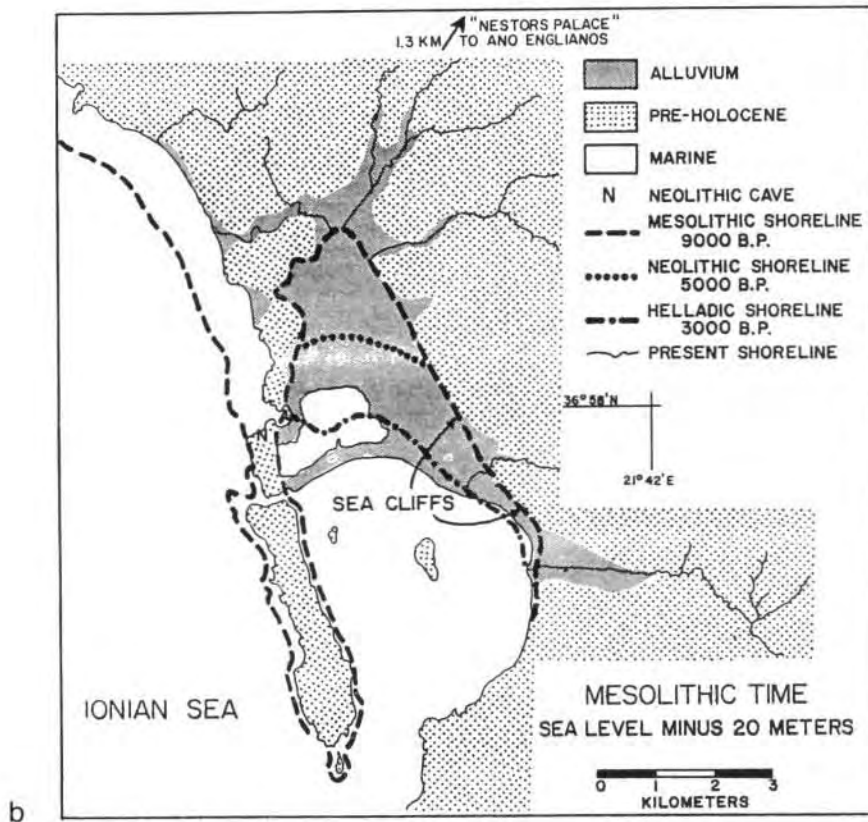 "NESTORS PALACE"
1.3 KM TO ANO ENGLIANOS
ALLUVIUM
PRE-HOLOCENE
MARINE
N NEOLITHIC CAVE
MESOLITHIC SHORELINE
9000 B.P.
NEOLITHIC SHORELINE
5000 B.P.
HELLADIC SHORELINE
3000 B.P.
PRESENT SHORELINE
36°58'N
21°42'E
N
SEA CLIFFS
IONIAN SEA
MESOLITHIC TIME
SEA LEVEL MINUS 20 METERS
0 1 2 3
KILOMETERS
b